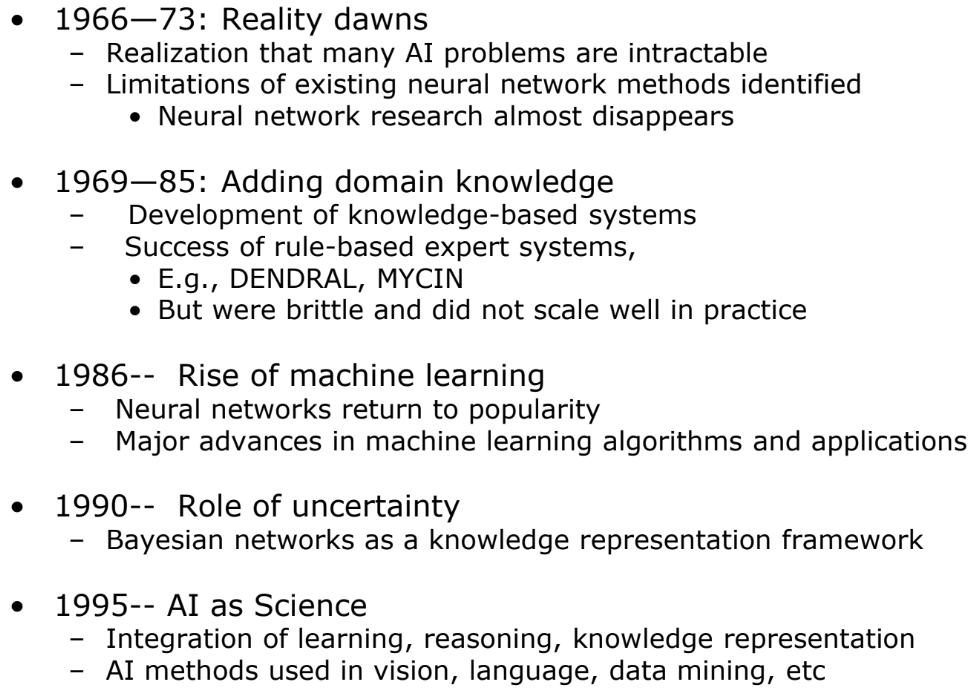 • 1966—73: Reality dawns
– Realization that many AI problems are intractable
– Limitations of existing neural network methods identified
• Neural network research almost disappears
• 1969—85: Adding domain knowledge
– Development of knowledge-based systems
– Success of rule-based expert systems,
• E.g., DENDRAL, MYCIN
• But were brittle and did not scale well in practice
• 1986-- Rise of machine learning
– Neural networks return to popularity
– Major advances in machine learning algorithms and applications
• 1990-- Role of uncertainty
– Bayesian networks as a knowledge representation framework
• 1995-- AI as Science
– Integration of learning, reasoning, knowledge representation
– AI methods used in vision, language, data mining, etc